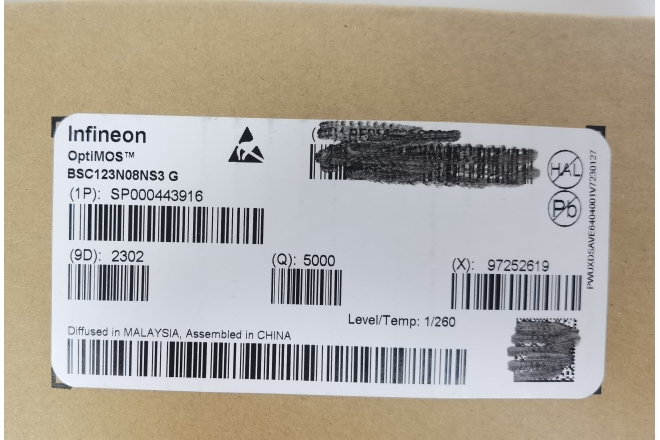 Infineon
OptiMOS™
BSC123N08NS3 G
(1P): SP000443916
(9D): 2302
(Q): 5000
(X): 97252619
Level/Temp: 1/260
Diffused in MALAYSIA, Assembled in CHINA
HAL
Pb
PWUXDSAVE6404001V7230127